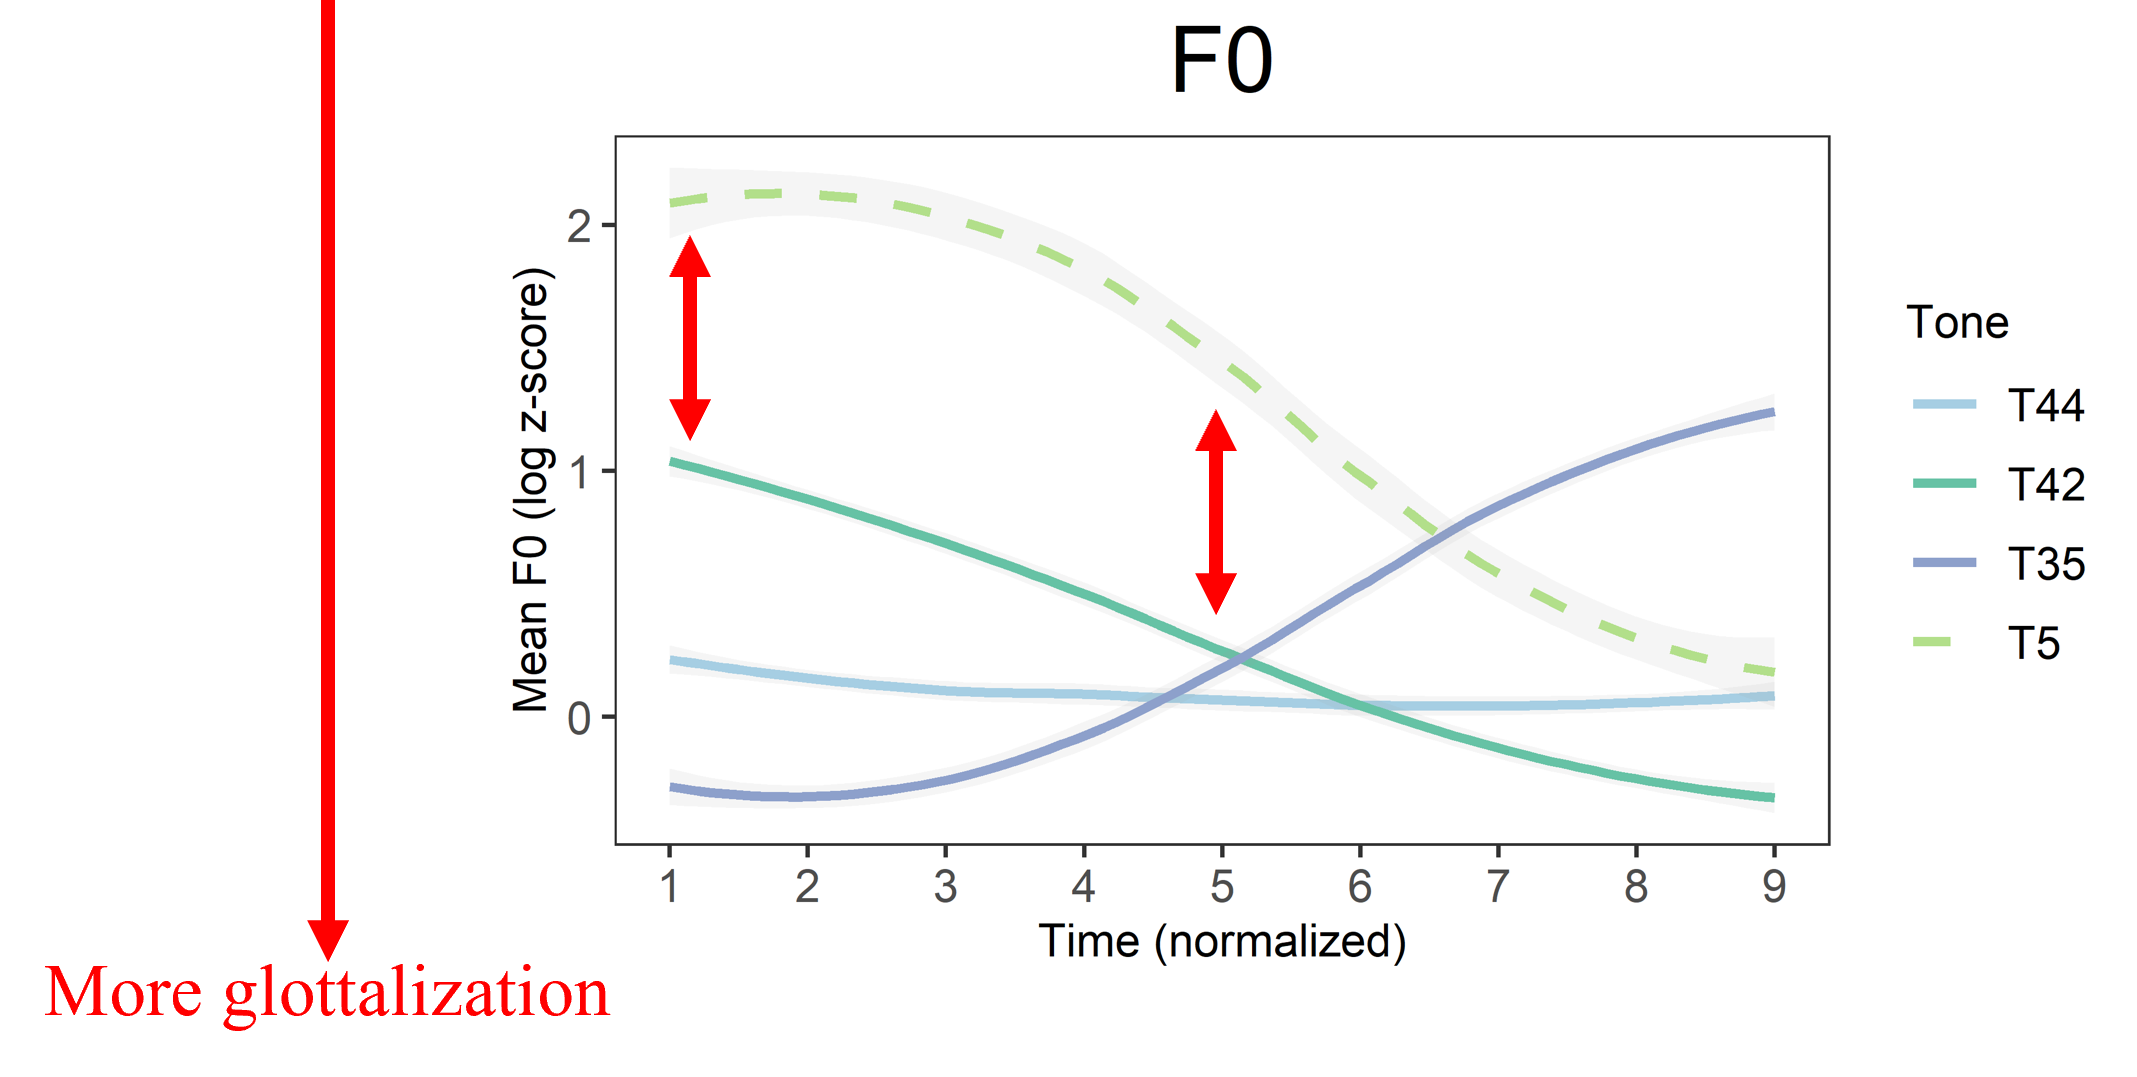 F0
Mean F0 (log z-score)
2
1
0
1 2 3 4 5 6 7 8 9
Time (normalized)
Tone
T44
T42
T35
T5
More glottalization